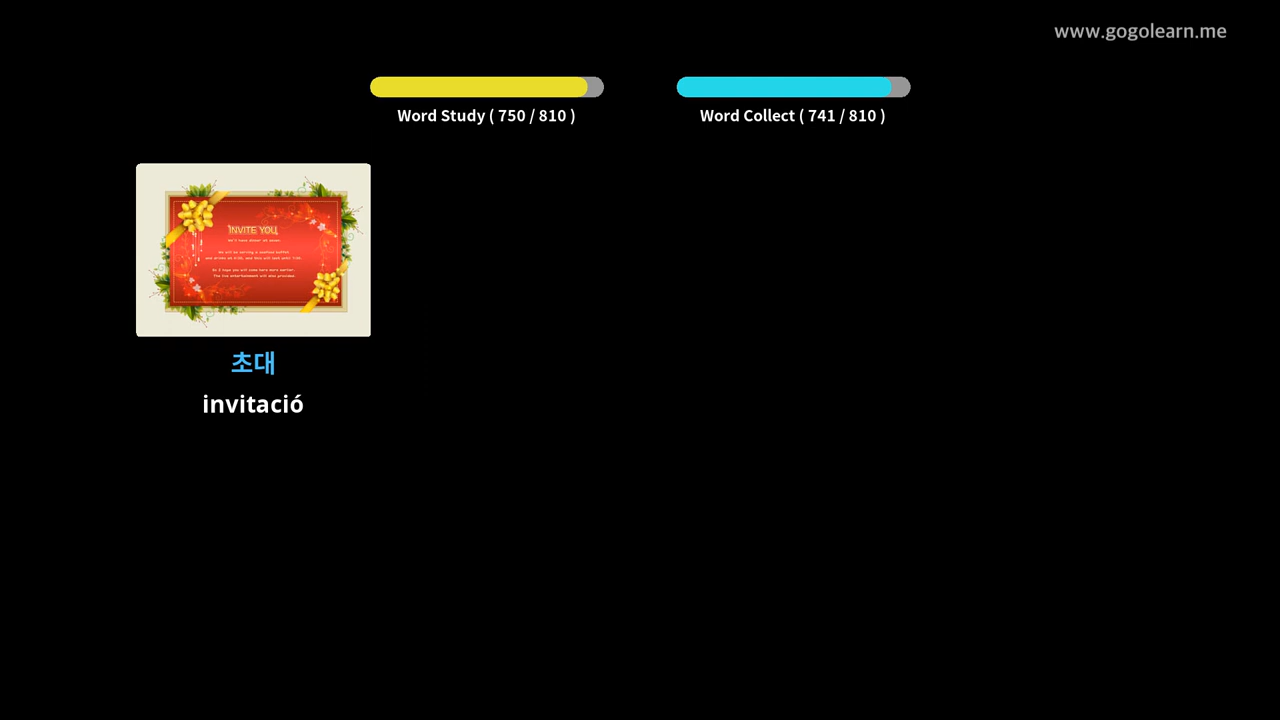 www.gogolearn.me
Word Study ( 750 / 810 )
Word Collect ( 741 / 810 )
INVITE YOU
초대
invitació